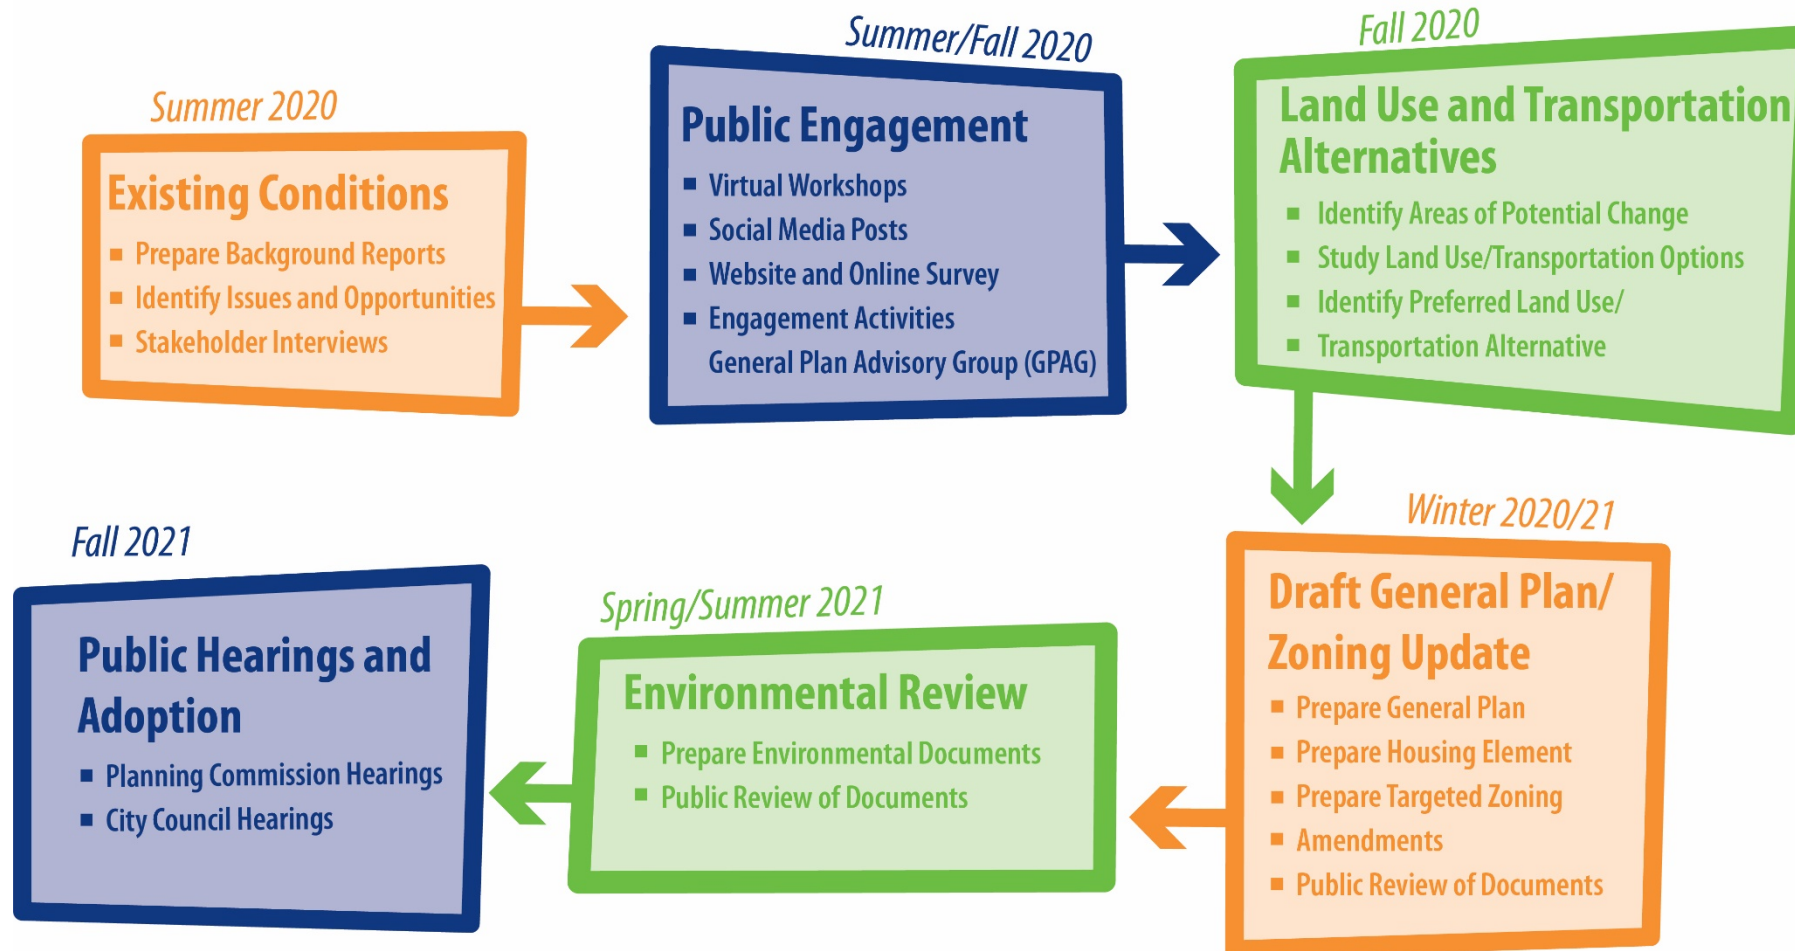 Summer 2020
Existing Conditions
▪ Prepare Background Reports
▪ Identify Issues and Opportunities
▪ Stakeholder Interviews
Summer/Fall 2020
Public Engagement
▪ Virtual Workshops
▪ Social Media Posts
▪ Website and Online Survey
▪ Engagement Activities
General Plan Advisory Group (GPAG)
Fall 2020
Land Use and Transportation
Alternatives
▪ Identify Areas of Potential Change
▪ Study Land Use/Transportation Options
▪ Identify Preferred Land Use/
▪ Transportation Alternative
Winter 2020/21
Draft General Plan/
Zoning Update
▪ Prepare General Plan
▪ Prepare Housing Element
▪ Prepare Targeted Zoning
▪ Amendments
▪ Public Review of Documents
Spring/Summer 2021
Environmental Review
▪ Prepare Environmental Documents
▪ Public Review of Documents
Fall 2021
Public Hearings and
Adoption
▪ Planning Commission Hearings
▪ City Council Hearings